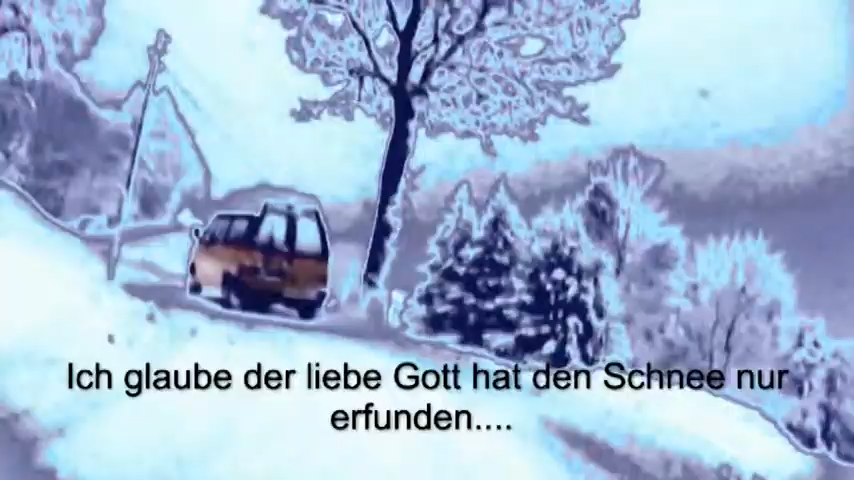 Ich glaube der liebe Gott hat den Schnee nur
erfunden....